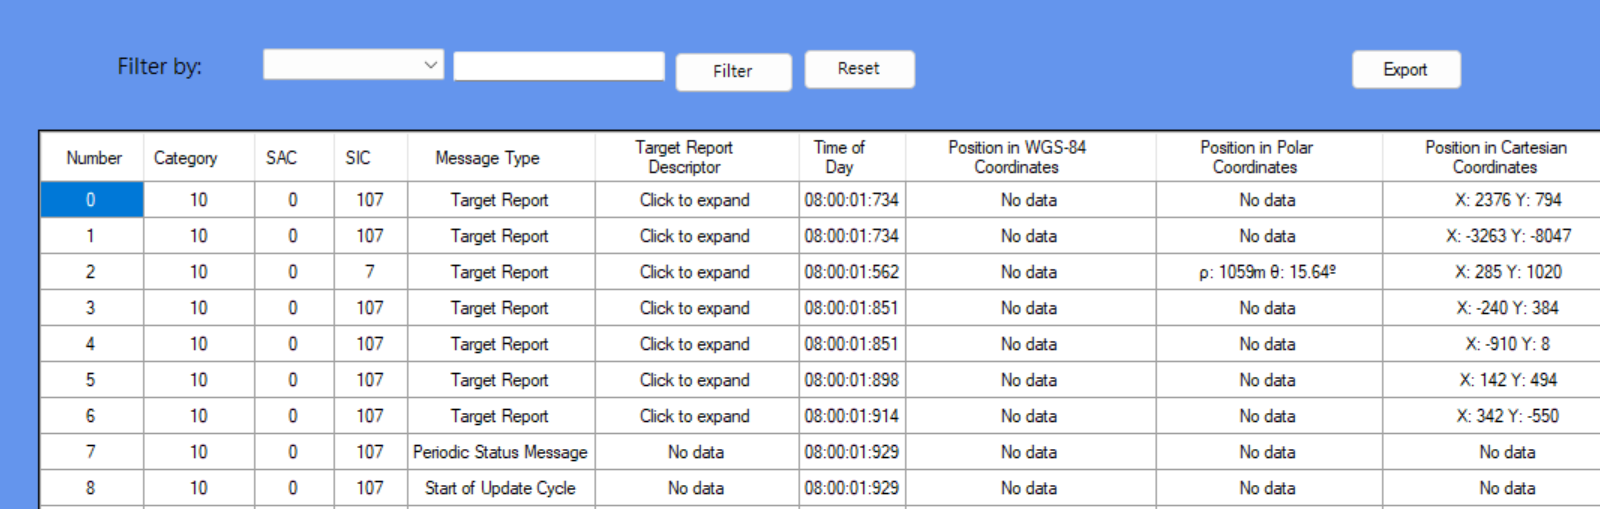 Filter by: Filter Reset Export
Number Category SAC SIC Message Type Target Report Descriptor Time of Day Position in WGS-84 Coordinates Position in Polar Coordinates Position in Cartesian Coordinates
0 10 0 107 Target Report Click to expand 08:00:01:734 No data No data X: 2376 Y: 794
1 10 0 107 Target Report Click to expand 08:00:01:734 No data No data X: -3263 Y: -8047
2 10 0 7 Target Report Click to expand 08:00:01:562 No data ρ: 1059m θ: 15.64º X: 285 Y: 1020
3 10 0 107 Target Report Click to expand 08:00:01:851 No data No data X: -240 Y: 384
4 10 0 107 Target Report Click to expand 08:00:01:851 No data No data X: -910 Y: 8
5 10 0 107 Target Report Click to expand 08:00:01:898 No data No data X: 142 Y: 494
6 10 0 107 Target Report Click to expand 08:00:01:914 No data No data X: 342 Y: -550
7 10 0 107 Periodic Status Message No data 08:00:01:929 No data No data No data
8 10 0 107 Start of Update Cycle No data 08:00:01:929 No data No data No data